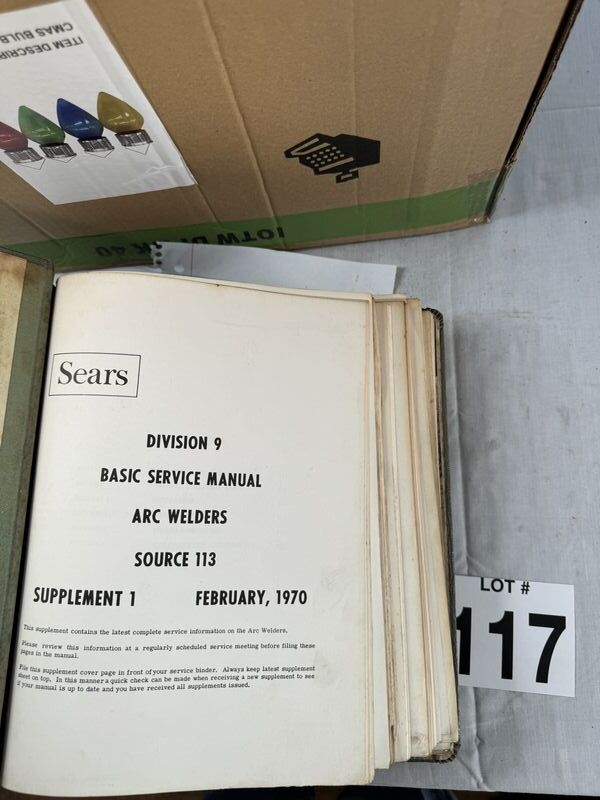 ITEM DESCRIP
CMAS BULB
IOTW
Sears
DIVISION 9
BASIC SERVICE MANUAL
ARC WELDERS
SOURCE 113
SUPPLEMENT 1 FEBRUARY, 1970
This supplement contains the latest complete service information on the Arc Welders.
Please review this information at a regularly scheduled service meeting before filing these
pages in the manual.
File this supplement cover page in front of your service binder. Always keep latest supplement
sheet on top. In this manner a quick check can be made when receiving a new supplement to see
if your manual is up to date and you have received all supplements issued.
LOT #
117